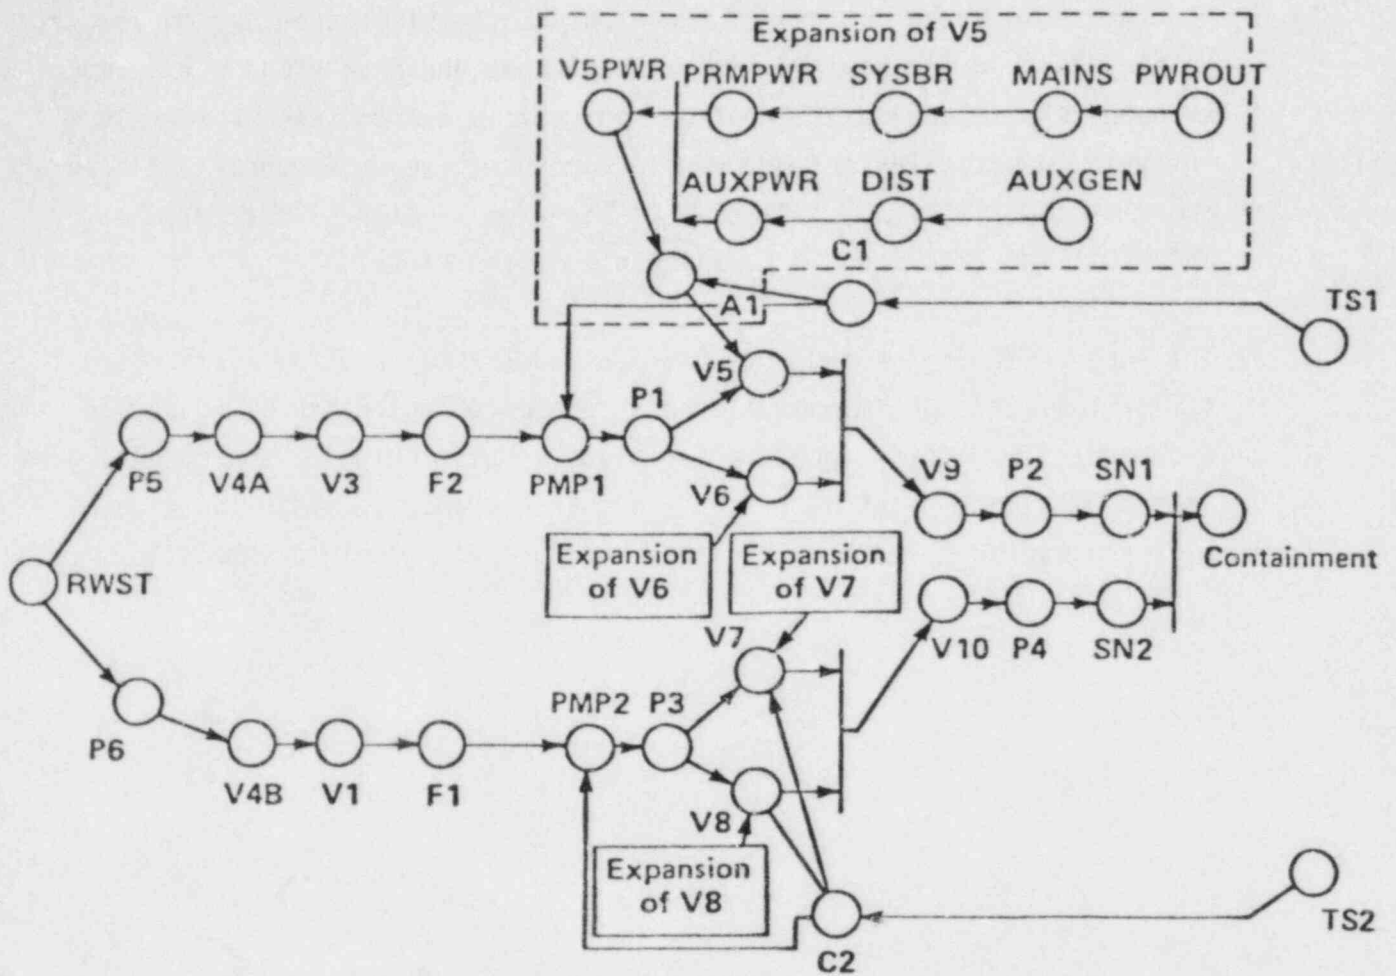 Expansion of V5
V5PWR PRMPWR SYSBR MAINS PWROUT
AUXPWR DIST AUXGEN
C1
A1
TS1
V5
P1
P5 V4A V3 F2 PMP1
V6
V9 P2 SN1
Expansion
of V6
Expansion
of V7
Containment
RWST
V7
V10 P4 SN2
PMP2 P3
P6
V4B V1 F1
V8
Expansion
of V8
TS2
C2